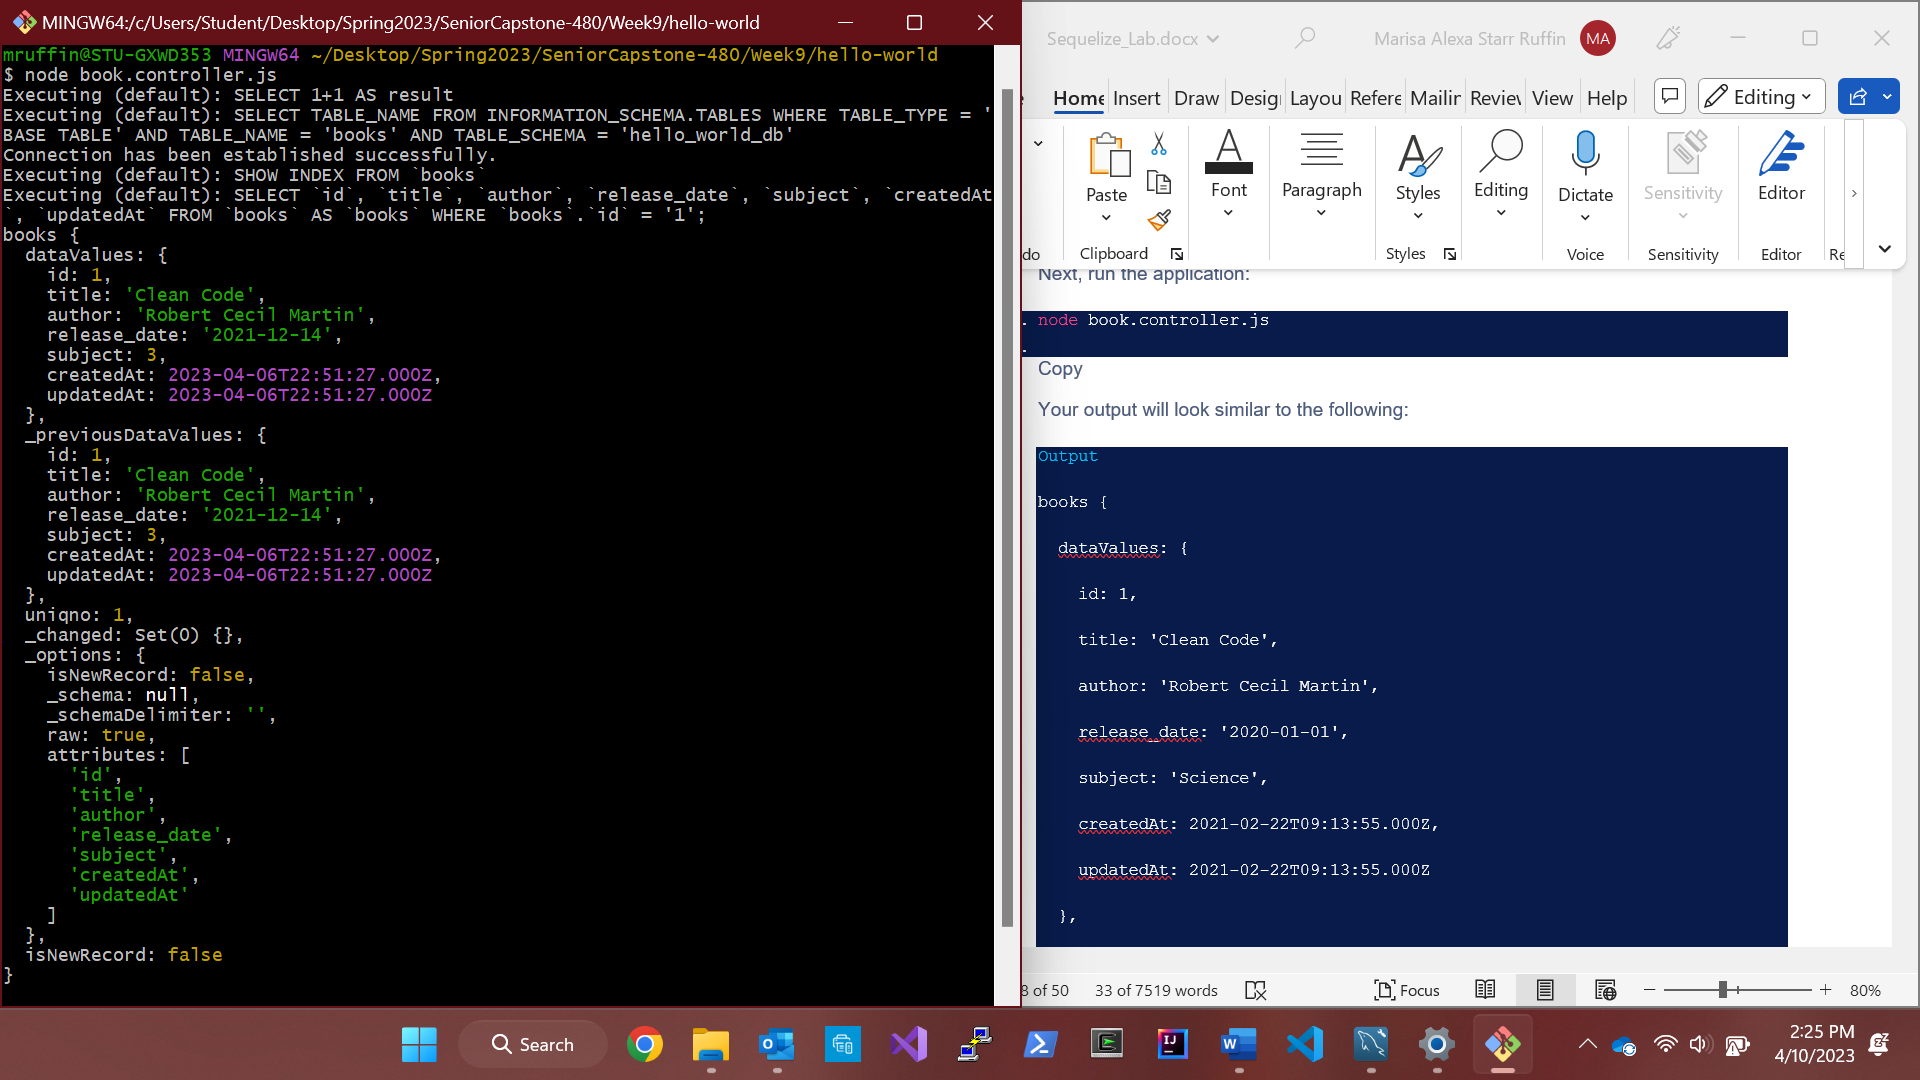 MINGW64:/c/Users/Student/Desktop/Spring2023/SeniorCapstone-480/Week9/hello-world
mruffin@STU-GXWD353 MINGW64 ~/Desktop/Spring2023/SeniorCapstone-480/Week9/hello-world
$ node book.controller.js
Executing (default): SELECT 1+1 AS result
Executing (default): SELECT TABLE_NAME FROM INFORMATION_SCHEMA.TABLES WHERE TABLE_TYPE = '
BASE TABLE' AND TABLE_NAME = 'books' AND TABLE_SCHEMA = 'hello_world_db'
Connection has been established successfully.
Executing (default): SHOW INDEX FROM `books`
Executing (default): SELECT `id`, `title`, `author`, `release_date`, `subject`, `createdAt
`, `updatedAt` FROM `books` AS `books` WHERE `books`.`id` = '1';
books {
  dataValues: {
    id: 1,
    title: 'Clean Code',
    author: 'Robert Cecil Martin',
    release_date: '2021-12-14',
    subject: 3,
    createdAt: 2023-04-06T22:51:27.000Z,
    updatedAt: 2023-04-06T22:51:27.000Z
  },
  _previousDataValues: {
    id: 1,
    title: 'Clean Code',
    author: 'Robert Cecil Martin',
    release_date: '2021-12-14',
    subject: 3,
    createdAt: 2023-04-06T22:51:27.000Z,
    updatedAt: 2023-04-06T22:51:27.000Z
  },
  uniqno: 1,
  _changed: Set(0) {},
  _options: {
    isNewRecord: false,
    _schema: null,
    _schemaDelimiter: '',
    raw: true,
    attributes: [
      'id',
      'title',
      'author',
      'release_date',
      'subject',
      'createdAt',
      'updatedAt'
    ]
  },
  isNewRecord: false
}
Sequelize_Lab.docx
Marisa Alexa Starr Ruffin MA
Home Insert Draw Desig Layou Refere Mailin Review View Help Editing
Paste Font Paragraph Styles Editing Dictate Sensitivity Editor
do Clipboard Styles Voice Sensitivity Editor Re
Next, run the application:
. node book.controller.js
.
Copy
Your output will look similar to the following:
Output
books {
  dataValues: {
    id: 1,
    title: 'Clean Code',
    author: 'Robert Cecil Martin',
    release_date: '2020-01-01',
    subject: 'Science',
    createdAt: 2021-02-22T09:13:55.000Z,
    updatedAt: 2021-02-22T09:13:55.000Z
  },
8 of 50 33 of 7519 words Focus 80%
Search
2:25 PM
4/10/2023